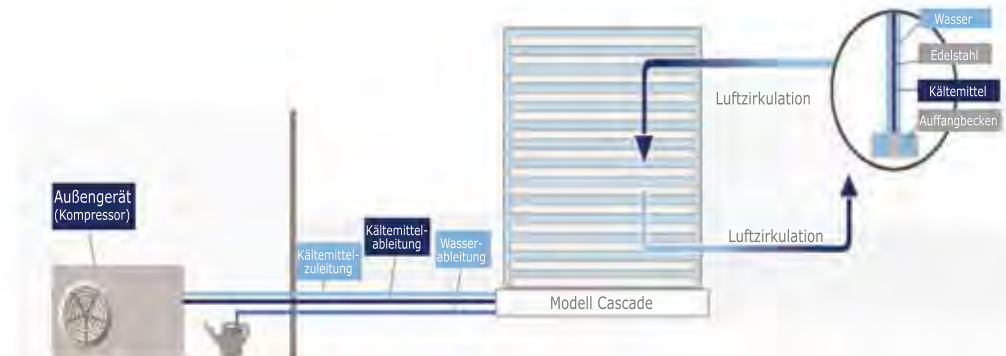 Wasser
Edelstahl
Kältemittel
Auffangbecken
Luftzirkulation
Luftzirkulation
Außengerät
(Kompressor)
Kältemittel-
zuleitung
Kältemittel-
ableitung
Wasser-
ableitung
Modell Cascade